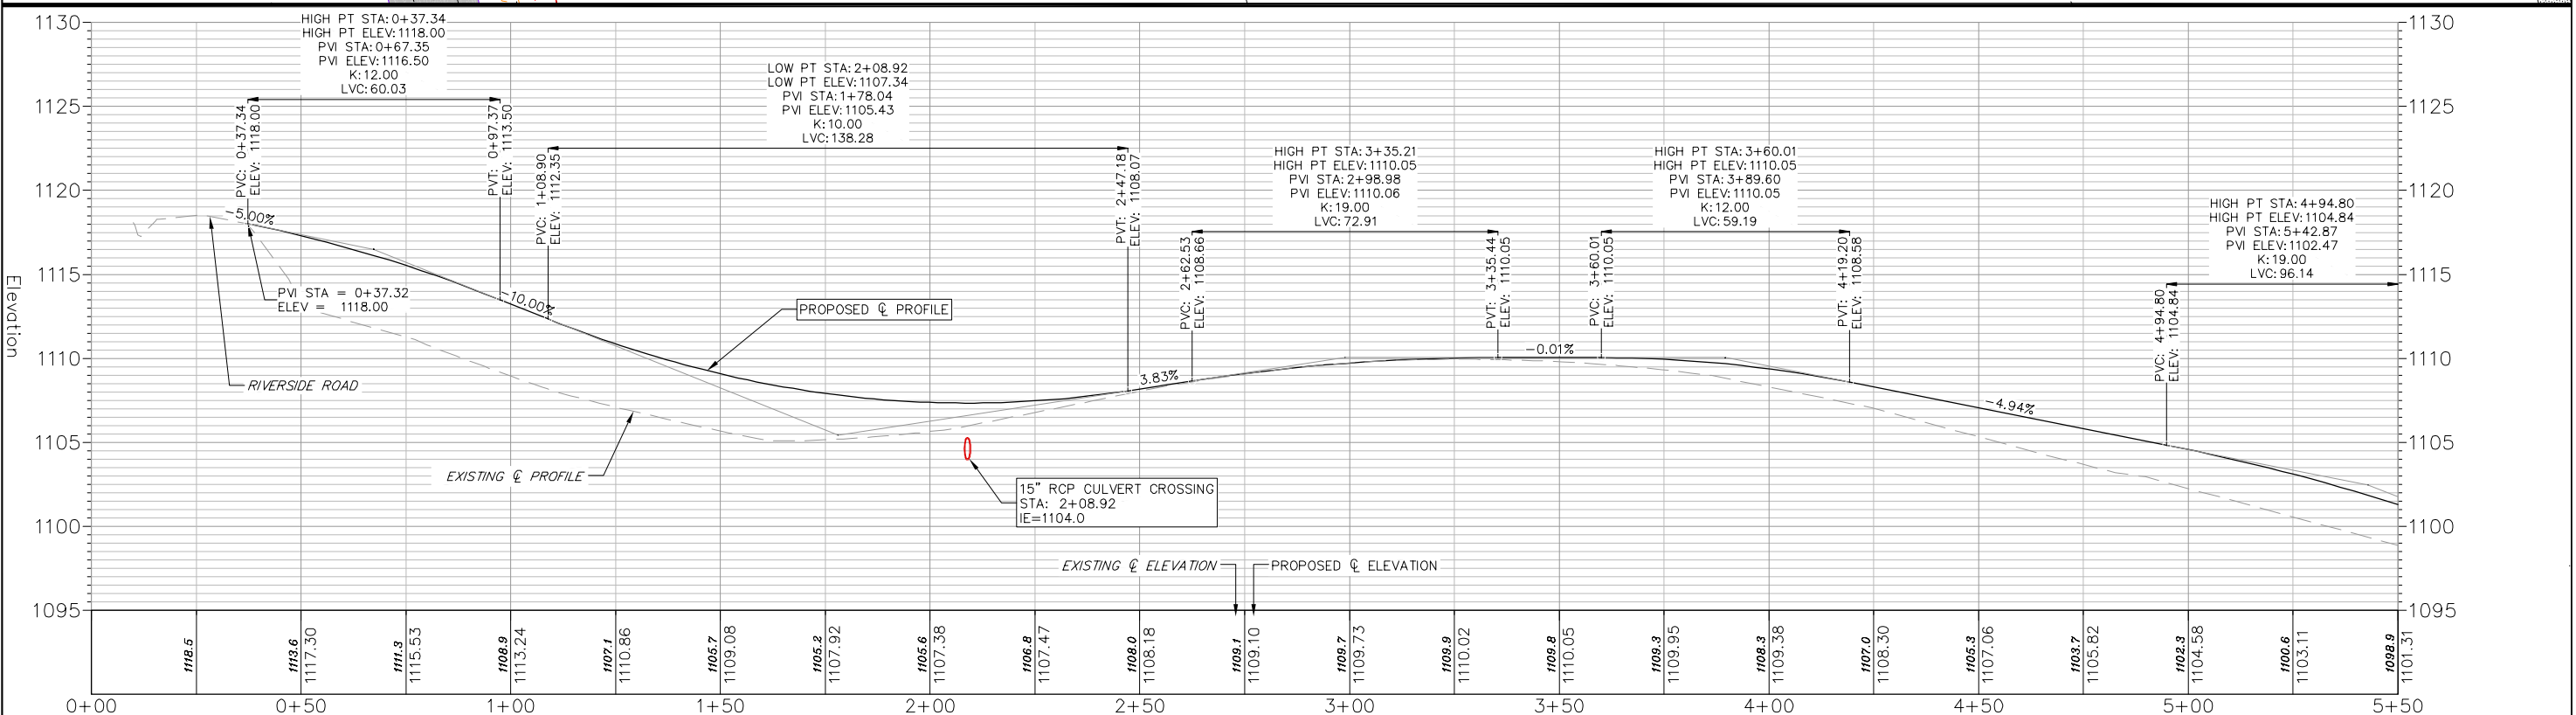 1130
1125
1120
1115
1110
1105
1100
1095
Elevation
1130
1125
1120
1115
1110
1105
1100
1095
HIGH PT STA: 0+37.34
HIGH PT ELEV: 1118.00
PVI STA: 0+67.35
PVI ELEV: 1116.50
K: 12.00
LVC: 60.03
PVC: 0+37.34
ELEV: 1118.00
PVT: 0+97.37
ELEV: 1113.50
LOW PT STA: 2+08.92
LOW PT ELEV: 1107.34
PVI STA: 1+78.04
PVI ELEV: 1105.43
K: 10.00
LVC: 138.28
PVC: 1+08.90
ELEV: 1112.35
PVT: 2+47.18
ELEV: 1108.07
HIGH PT STA: 3+35.21
HIGH PT ELEV: 1110.05
PVI STA: 2+98.98
PVI ELEV: 1110.06
K: 19.00
LVC: 72.91
PVC: 2+62.53
ELEV: 1108.66
PVT: 3+35.44
ELEV: 1110.05
HIGH PT STA: 3+60.01
HIGH PT ELEV: 1110.05
PVI STA: 3+89.60
PVI ELEV: 1110.05
K: 12.00
LVC: 59.19
PVC: 3+60.01
ELEV: 1110.05
PVT: 4+19.20
ELEV: 1108.58
HIGH PT STA: 4+94.80
HIGH PT ELEV: 1104.84
PVI STA: 5+42.87
PVI ELEV: 1102.47
K: 19.00
LVC: 96.14
PVC: 4+94.80
ELEV: 1104.84
-5.00%
-10.00%
3.83%
-0.01%
-4.94%
PVI STA = 0+37.32
ELEV = 1118.00
PROPOSED ℄ PROFILE
RIVERSIDE ROAD
EXISTING ℄ PROFILE
15" RCP CULVERT CROSSING
STA: 2+08.92
IE=1104.0
EXISTING ℄ ELEVATION
PROPOSED ℄ ELEVATION
1118.5
1113.6
1117.30
1111.3
1115.53
1108.9
1113.24
1107.1
1110.86
1105.7
1109.08
1105.2
1107.92
1105.6
1107.38
1106.8
1107.47
1108.0
1108.18
1109.1
1109.10
1109.7
1109.73
1109.9
1110.02
1109.8
1110.05
1109.3
1109.95
1108.3
1109.38
1107.0
1108.30
1105.3
1107.06
1103.7
1105.82
1102.3
1104.58
1100.6
1103.11
1098.9
1101.31
0+00
0+50
1+00
1+50
2+00
2+50
3+00
3+50
4+00
4+50
5+00
5+50